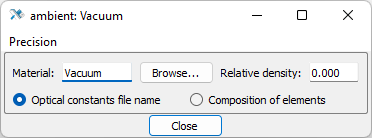 ambient: Vacuum
Precision
Material: Vacuum Browse... Relative density: 0.000
Optical constants file name Composition of elements
Close